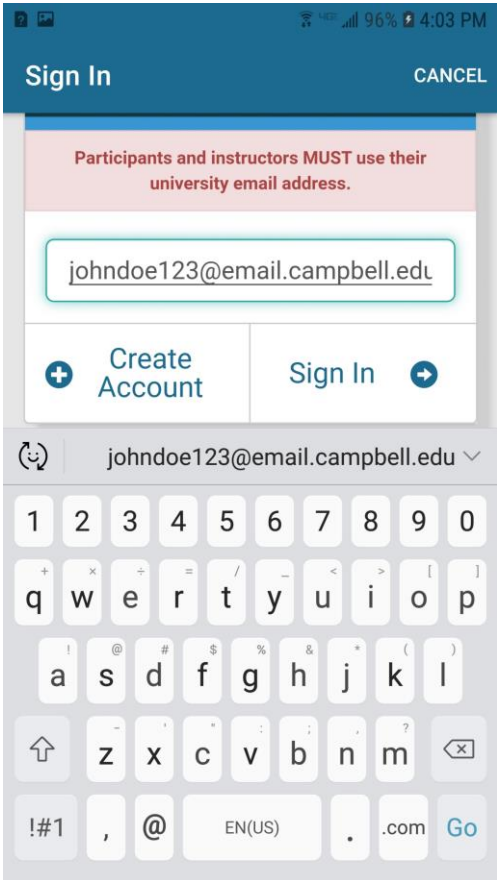 4G 96% 4:03 PM
Sign In CANCEL
Participants and instructors MUST use their
university email address.
johndoe123@email.campbell.edu
Create
Account
Sign In
johndoe123@email.campbell.edu
1 2 3 4 5 6 7 8 9 0
+ × ÷ = / _ < > [ ]
q w e r t y u i o p
! @ # $ % & * ( )
a s d f g h j k l
- ' " : ; , ?
z x c v b n m
!#1 , @ EN(US) . .com Go